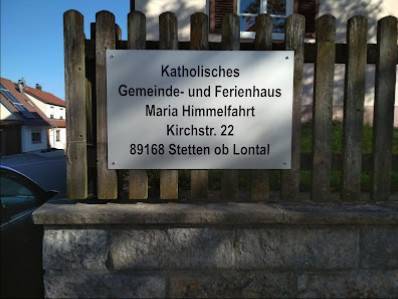 Katholisches
Gemeinde- und Ferienhaus
Maria Himmelfahrt
Kirchstr. 22
89168 Stetten ob Lontal